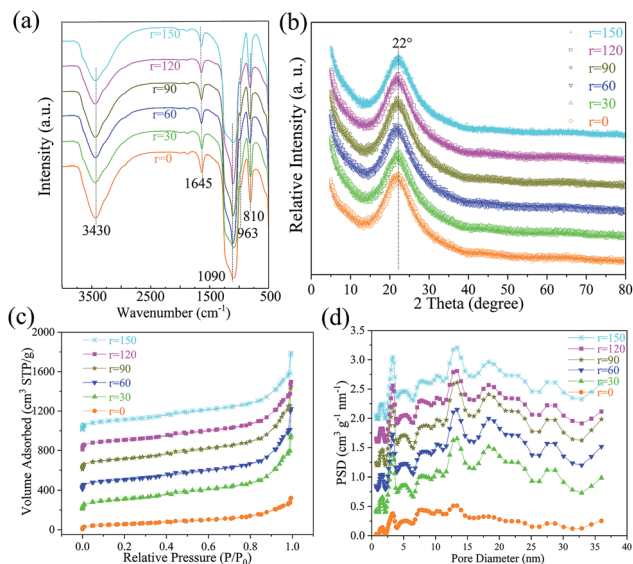 (a)
r=150
r=120
r=90
r=60
r=30
r=0
3430
1645
1090
963
810
3500 2500 1500 500
Wavenumber (cm⁻¹)
Intensity (a.u.)
(b)
22°
r=150
r=120
r=90
r=60
r=30
r=0
10 20 30 40 50 60 70 80
2 Theta (degree)
Relative Intensity (a. u.)
(c)
2000
1600
1200
800
400
0
r=150
r=120
r=90
r=60
r=30
r=0
0.0 0.2 0.4 0.6 0.8 1.0
Relative Pressure (P/P₀)
Volume Adsorbed (cm³ STP/g)
(d)
3.5
3.0
2.5
2.0
1.5
1.0
0.5
0.0
r=150
r=120
r=90
r=60
r=30
r=0
0 5 10 15 20 25 30 35 40
Pore Diameter (nm)
PSD (cm³ g⁻¹ nm⁻¹)